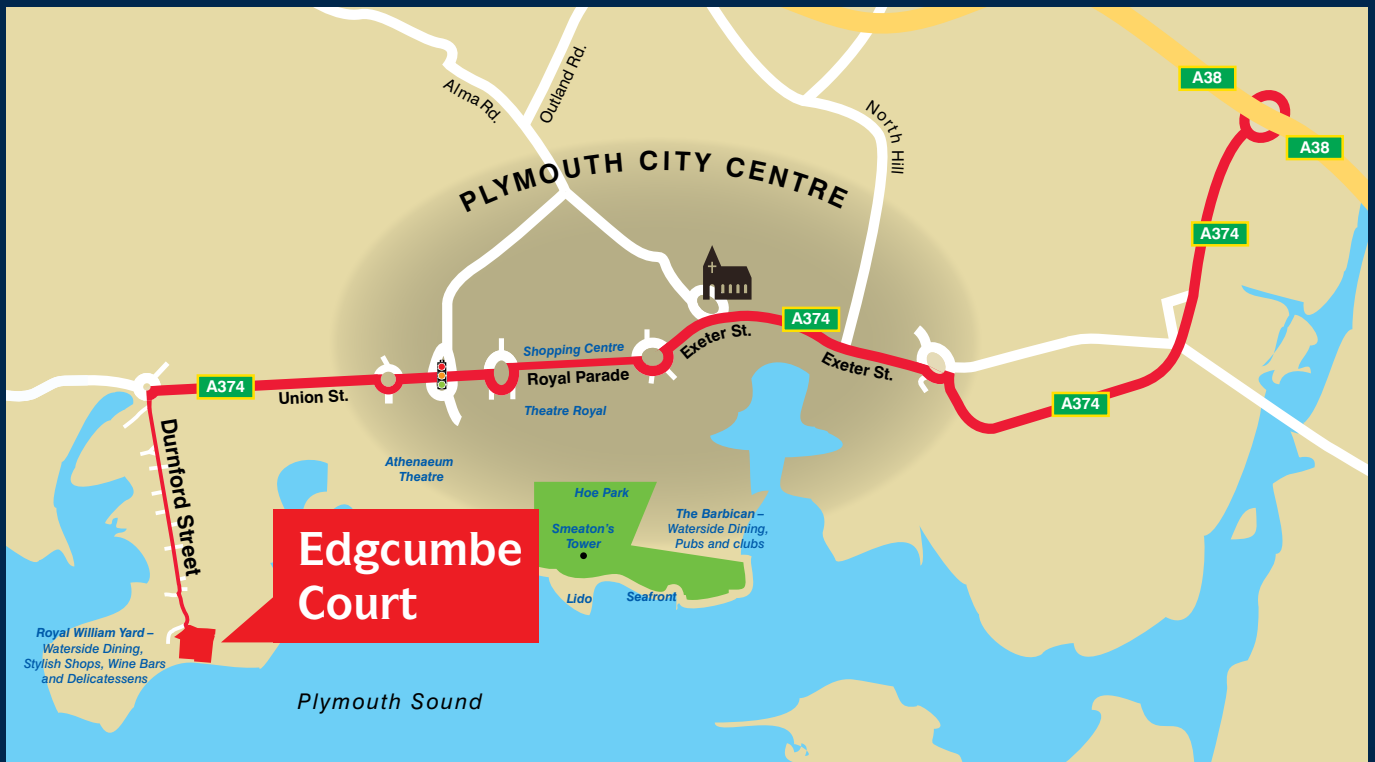 A38
Outland Rd.
Alma Rd.
North Hill
A38
PLYMOUTH CITY CENTRE
A374
A374
Exeter St.
Shopping Centre
Royal Parade
Exeter St.
A374
Union St.
A374
Theatre Royal
Durnford Street
Athenaeum
Theatre
Hoe Park
Smeaton's
Tower
The Barbican –
Waterside Dining,
Pubs and clubs
Edgcumbe
Court
Lido
Seafront
Royal William Yard –
Waterside Dining,
Stylish Shops, Wine Bars
and Delicatessens
Plymouth Sound